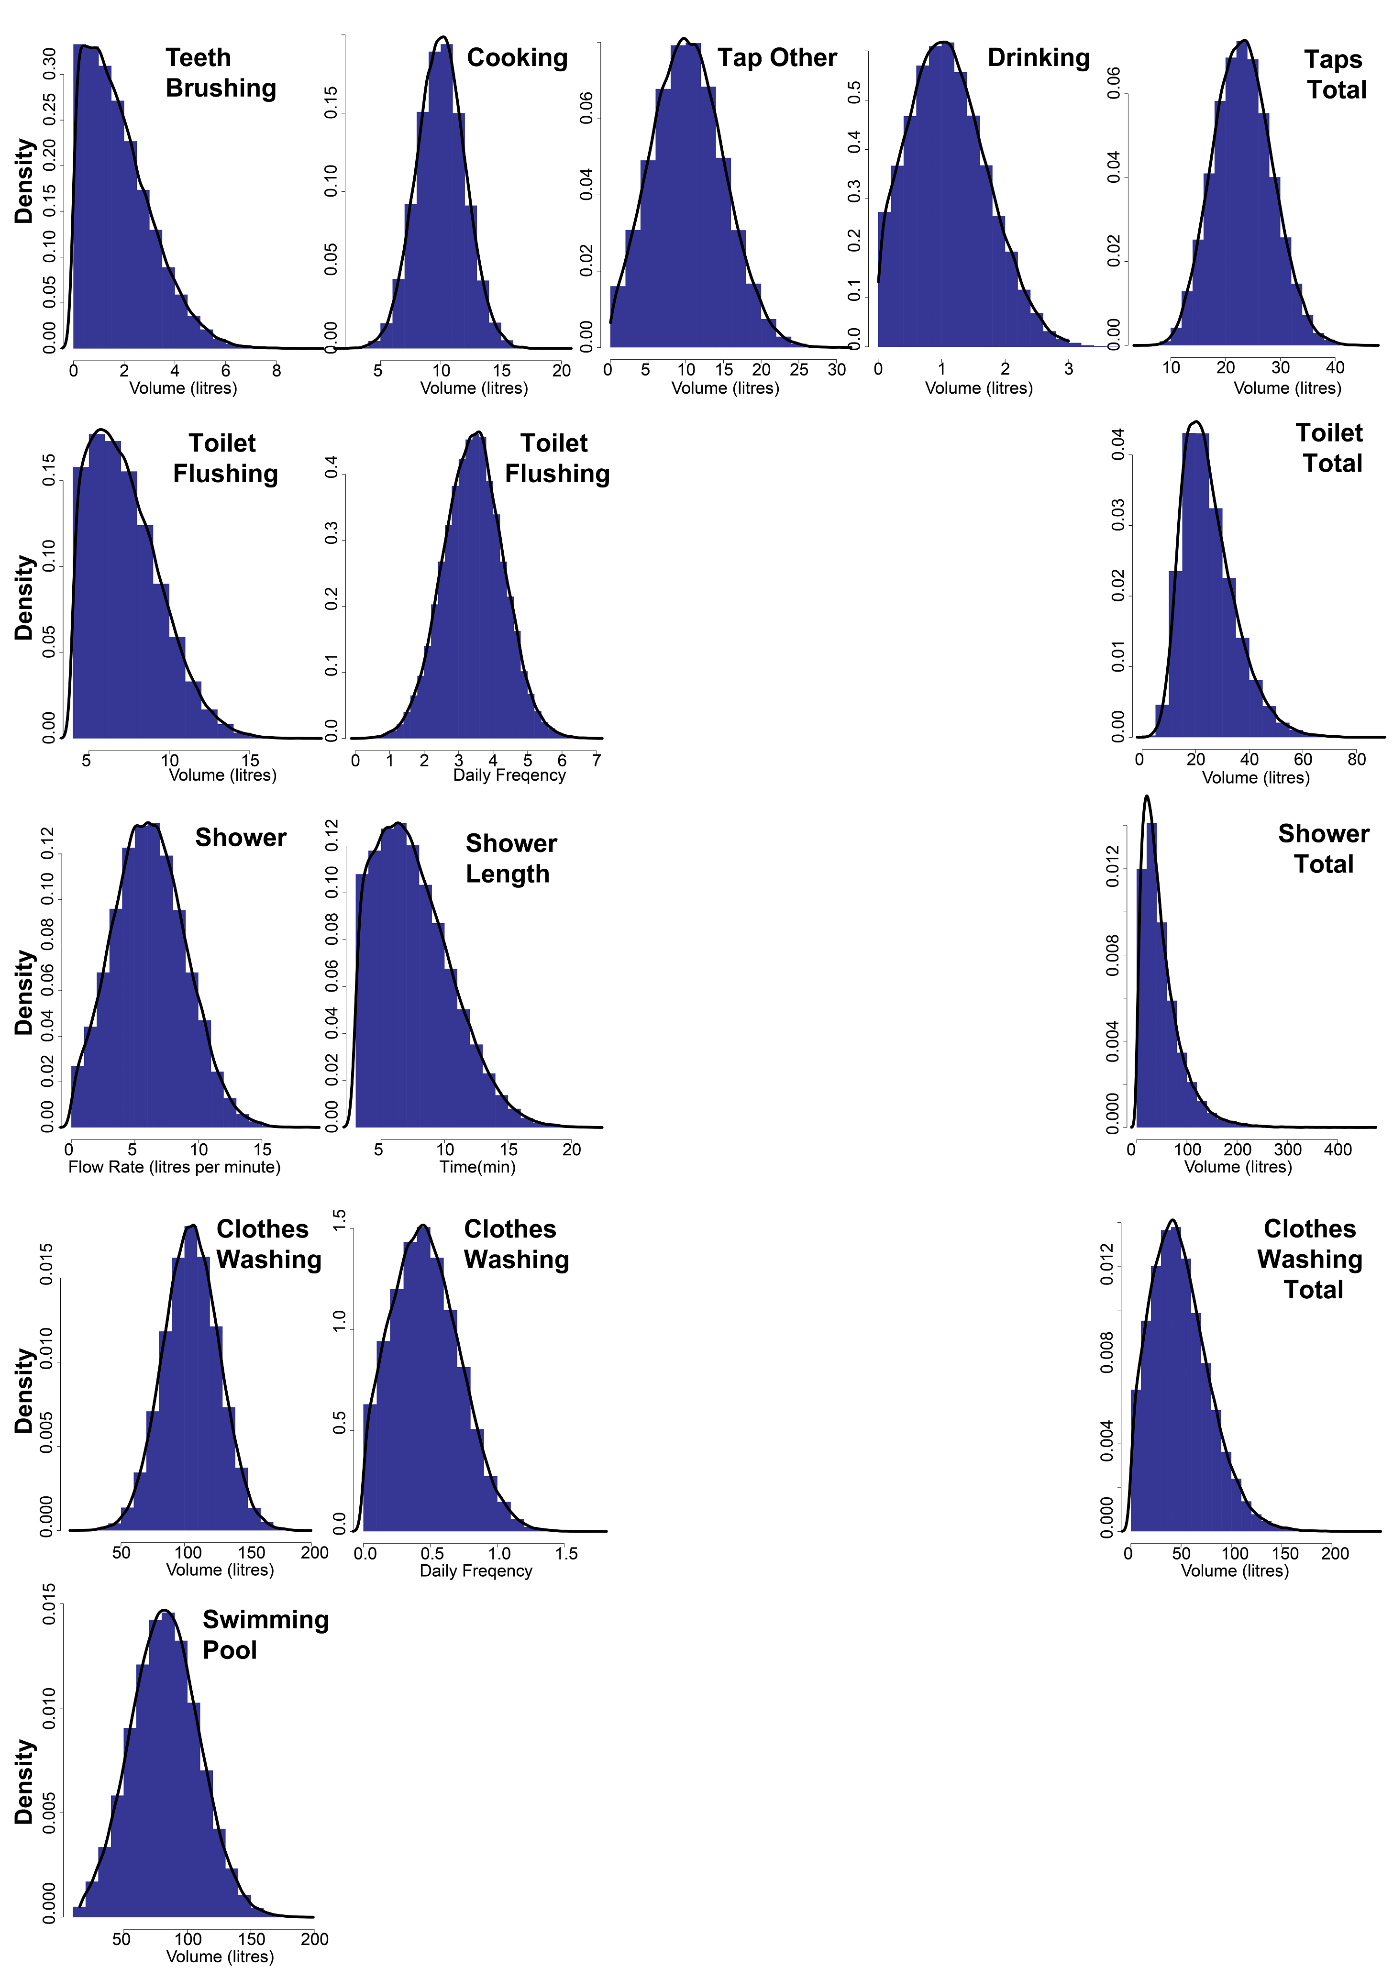 Teeth
Brushing
Density
0.00 0.05 0.10 0.15 0.20 0.25 0.30
0 2 4 6 8
Volume (litres)
Cooking
0.00 0.05 0.10 0.15
5 10 15 20
Volume (litres)
Tap Other
0.00 0.02 0.04 0.06
0 5 10 15 20 25 30
Volume (litres)
Drinking
0.0 0.1 0.2 0.3 0.4 0.5
0 1 2 3
Volume (litres)
Taps
Total
0.00 0.02 0.04 0.06
10 20 30 40
Volume (litres)
Toilet
Flushing
Density
0.00 0.05 0.10 0.15
5 10 15
Volume (litres)
Toilet
Flushing
0.0 0.1 0.2 0.3 0.4
0 1 2 3 4 5 6 7
Daily Freqency
Toilet
Total
0.00 0.01 0.02 0.03 0.04
0 20 40 60 80
Volume (litres)
Shower
Density
0.00 0.02 0.04 0.06 0.08 0.10 0.12
0 5 10 15
Flow Rate (litres per minute)
Shower
Length
0.00 0.02 0.04 0.06 0.08 0.10 0.12
5 10 15 20
Time(min)
Shower
Total
0.000 0.004 0.008 0.012
0 100 200 300 400
Volume (litres)
Clothes
Washing
Density
0.000 0.005 0.010 0.015
50 100 150 200
Volume (litres)
Clothes
Washing
0.0 0.5 1.0 1.5
0.0 0.5 1.0 1.5
Daily Freqency
Clothes
Washing
Total
0.000 0.004 0.008 0.012
0 50 100 150 200
Volume (litres)
Swimming
Pool
Density
0.000 0.005 0.010 0.015
50 100 150 200
Volume (litres)